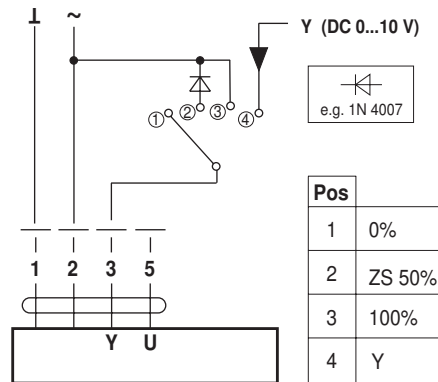 ⊥ ~
Y (DC 0...10 V)
e.g. 1N 4007
① ② ③ ④
1 2 3 5
Y U
Pos
1 0%
2 ZS 50%
3 100%
4 Y